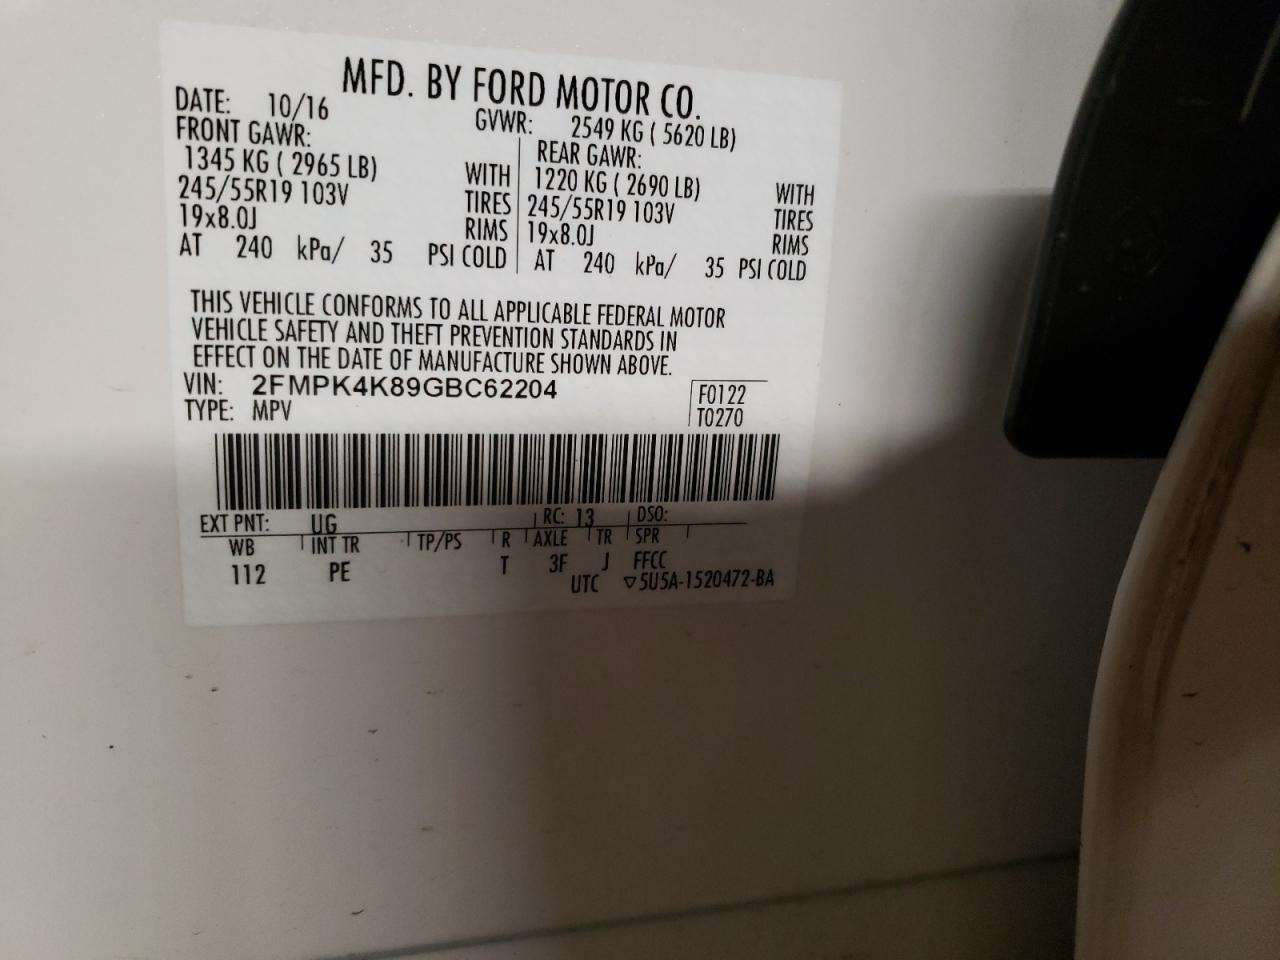 MFD. BY FORD MOTOR CO.
DATE: 10/16
GVWR: 2549 KG ( 5620 LB)
FRONT GAWR:
1345 KG ( 2965 LB) WITH
245/55R19 103V TIRES
19x8.0J RIMS
AT 240 kPa/ 35 PSI COLD
REAR GAWR:
1220 KG ( 2690 LB) WITH
245/55R19 103V TIRES
19x8.0J RIMS
AT 240 kPa/ 35 PSI COLD
THIS VEHICLE CONFORMS TO ALL APPLICABLE FEDERAL MOTOR
VEHICLE SAFETY AND THEFT PREVENTION STANDARDS IN
EFFECT ON THE DATE OF MANUFACTURE SHOWN ABOVE.
VIN: 2FMPK4K89GBC62204
TYPE: MPV
F0122
T0270
EXT PNT: UG RC: 13 DSO:
WB INT TR TP/PS R AXLE TR SPR
112 PE T 3F J FFCC
UTC ▽5U5A-1520472-BA